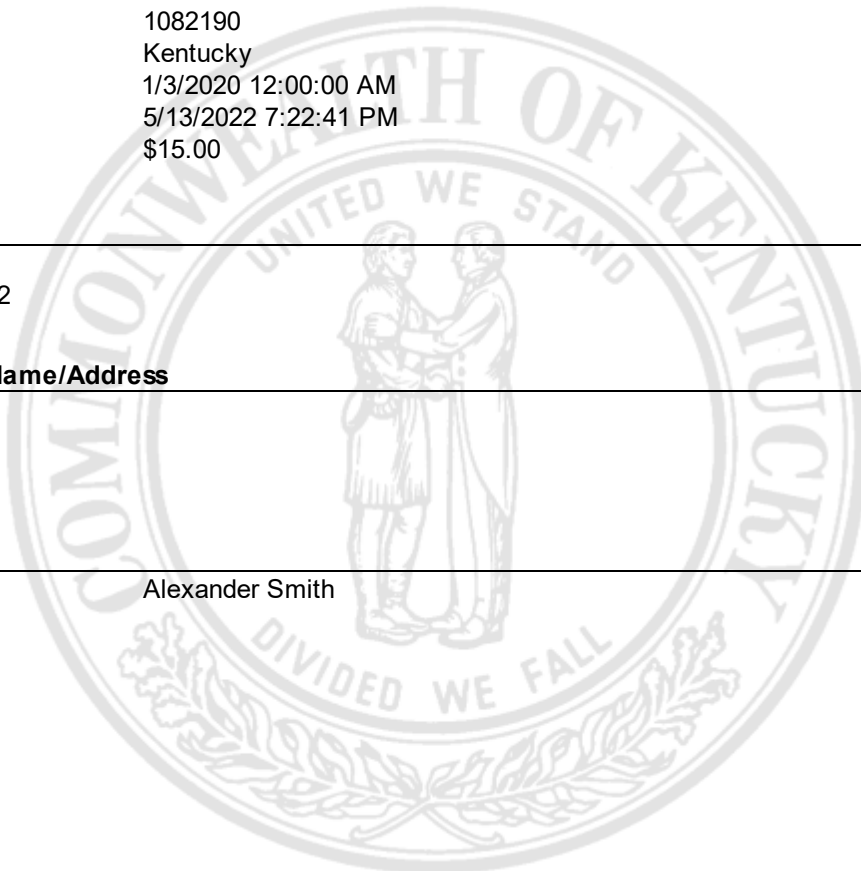 1082190
Kentucky
1/3/2020 12:00:00 AM
5/13/2022 7:22:41 PM
$15.00
COMMONWEALTH OF KENTUCKY
UNITED WE STAND
2
ame/Address
Alexander Smith
DIVIDED WE FALL